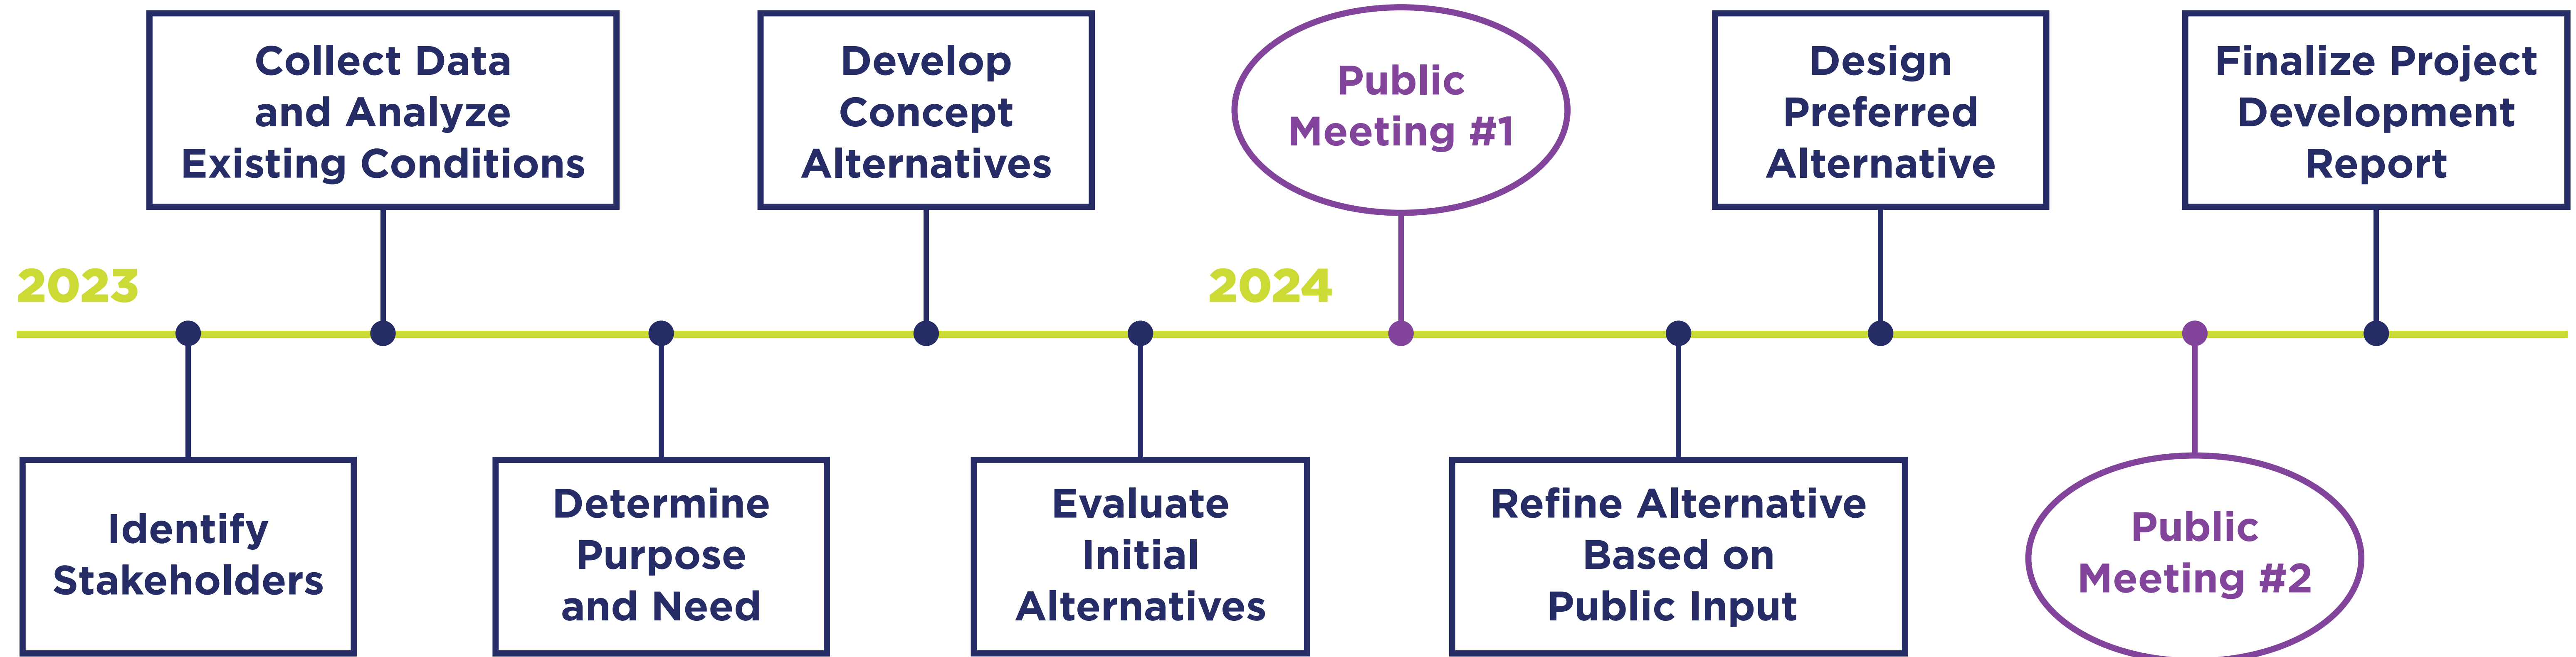 Collect Data
and Analyze
Existing Conditions
Develop
Concept
Alternatives
Public
Meeting #1
Design
Preferred
Alternative
Finalize Project
Development
Report
2023
2024
Identify
Stakeholders
Determine
Purpose
and Need
Evaluate
Initial
Alternatives
Refine Alternative
Based on
Public Input
Public
Meeting #2